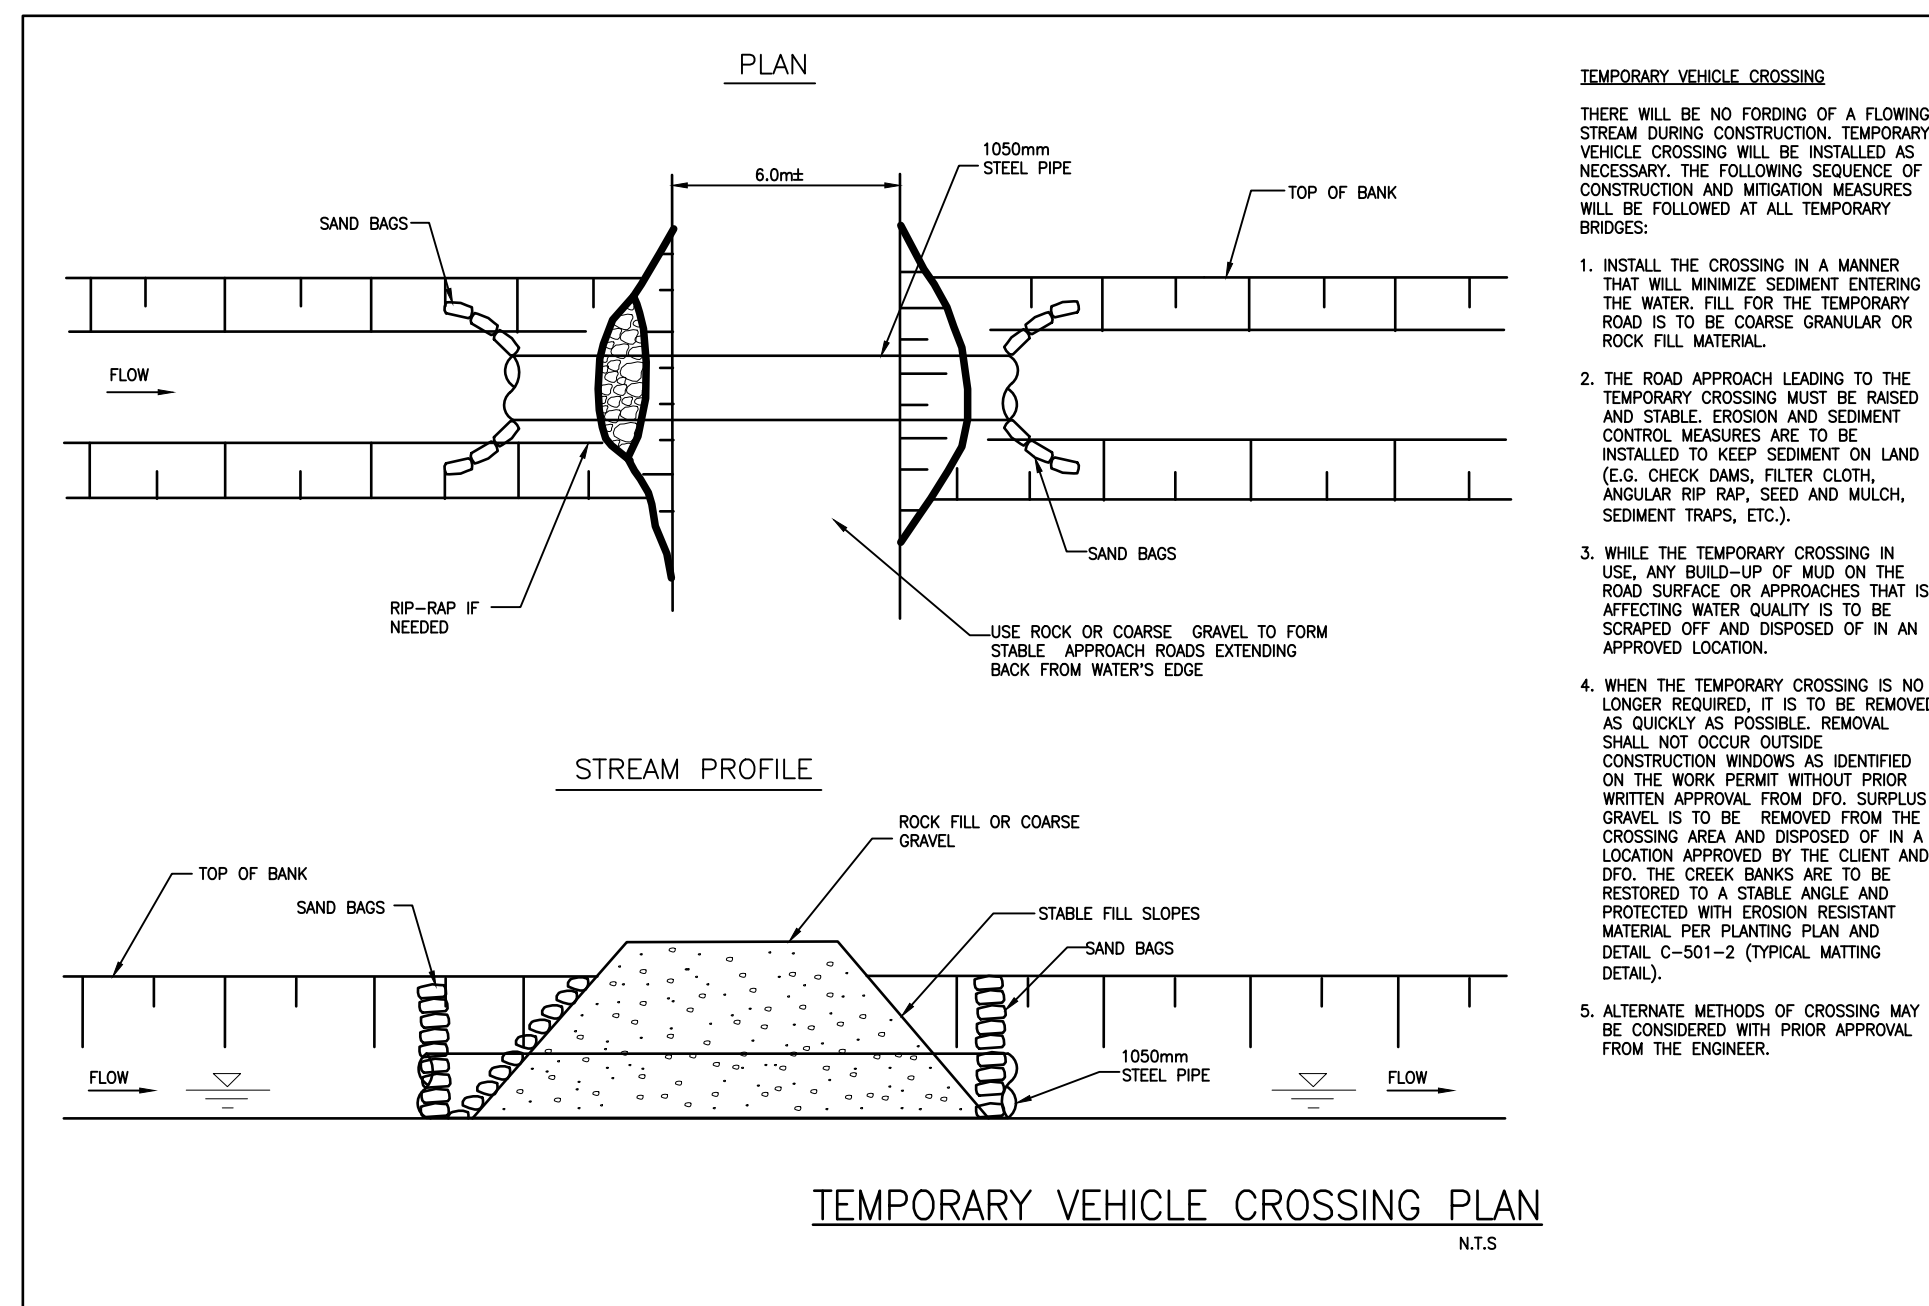 PLAN
1050mm
STEEL PIPE
6.0m±
TOP OF BANK
SAND BAGS
FLOW
SAND BAGS
RIP-RAP IF
NEEDED
USE ROCK OR COARSE GRAVEL TO FORM
STABLE APPROACH ROADS EXTENDING
BACK FROM WATER'S EDGE
STREAM PROFILE
ROCK FILL OR COARSE
GRAVEL
TOP OF BANK
SAND BAGS
STABLE FILL SLOPES
SAND BAGS
1050mm
STEEL PIPE
FLOW
FLOW
TEMPORARY VEHICLE CROSSING PLAN
N.T.S
TEMPORARY VEHICLE CROSSING
THERE WILL BE NO FORDING OF A FLOWING
STREAM DURING CONSTRUCTION. TEMPORARY
VEHICLE CROSSING WILL BE INSTALLED AS
NECESSARY. THE FOLLOWING SEQUENCE OF
CONSTRUCTION AND MITIGATION MEASURES
WILL BE FOLLOWED AT ALL TEMPORARY
BRIDGES:
1. INSTALL THE CROSSING IN A MANNER
THAT WILL MINIMIZE SEDIMENT ENTERING
THE WATER. FILL FOR THE TEMPORARY
ROAD IS TO BE COARSE GRANULAR OR
ROCK FILL MATERIAL.
2. THE ROAD APPROACH LEADING TO THE
TEMPORARY CROSSING MUST BE RAISED
AND STABLE. EROSION AND SEDIMENT
CONTROL MEASURES ARE TO BE
INSTALLED TO KEEP SEDIMENT ON LAND
(E.G. CHECK DAMS, FILTER CLOTH,
ANGULAR RIP RAP, SEED AND MULCH,
SEDIMENT TRAPS, ETC.).
3. WHILE THE TEMPORARY CROSSING IN
USE, ANY BUILD-UP OF MUD ON THE
ROAD SURFACE OR APPROACHES THAT IS
AFFECTING WATER QUALITY IS TO BE
SCRAPED OFF AND DISPOSED OF IN AN
APPROVED LOCATION.
4. WHEN THE TEMPORARY CROSSING IS NO
LONGER REQUIRED, IT IS TO BE REMOVED
AS QUICKLY AS POSSIBLE. REMOVAL
SHALL NOT OCCUR OUTSIDE
CONSTRUCTION WINDOWS AS IDENTIFIED
ON THE WORK PERMIT WITHOUT PRIOR
WRITTEN APPROVAL FROM DFO. SURPLUS
GRAVEL IS TO BE REMOVED FROM THE
CROSSING AREA AND DISPOSED OF IN A
LOCATION APPROVED BY THE CLIENT AND
DFO. THE CREEK BANKS ARE TO BE
RESTORED TO A STABLE ANGLE AND
PROTECTED WITH EROSION RESISTANT
MATERIAL PER PLANTING PLAN AND
DETAIL C-501-2 (TYPICAL MATTING
DETAIL).
5. ALTERNATE METHODS OF CROSSING MAY
BE CONSIDERED WITH PRIOR APPROVAL
FROM THE ENGINEER.